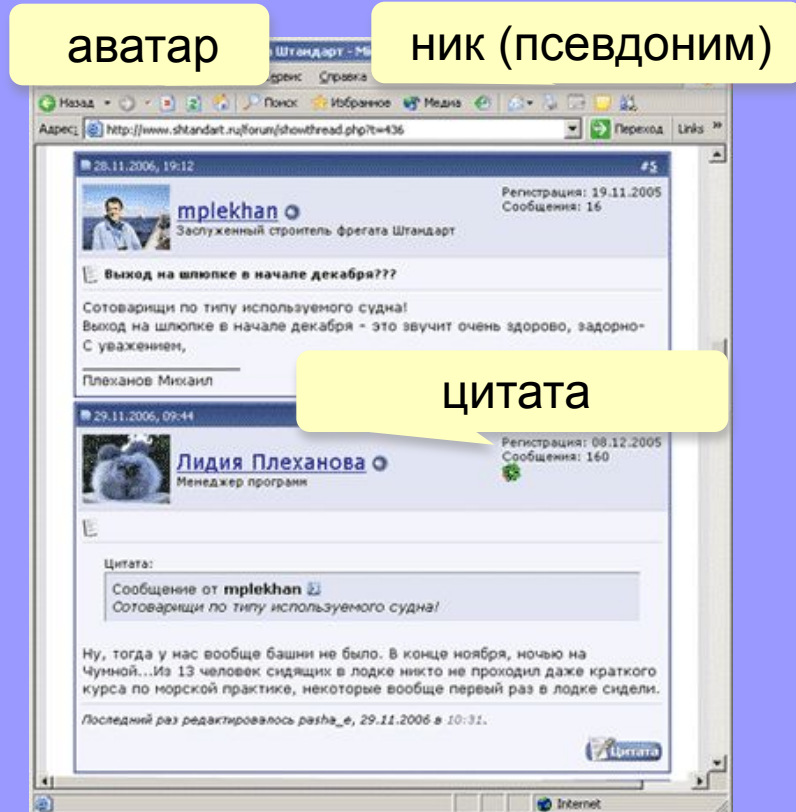 аватар
ник (псевдоним)
Штандарт - Mi
Сервис Справка
Назад Поиск Избранное Медиа
Адрес: http://www.shtandart.ru/forum/showthread.php?t=436 Переход Links »
28.11.2006, 19:12 #5
mplekhan
Заслуженный строитель фрегата Штандарт
Регистрация: 19.11.2005
Сообщения: 16
Выход на шлюпке в начале декабря???
Сотоварищи по типу используемого судна!
Выход на шлюпке в начале декабря - это звучит очень здорово, задорно-
С уважением,
Плеханов Михаил
цитата
29.11.2006, 09:44
Лидия Плеханова
Менеджер программ
Регистрация: 08.12.2005
Сообщения: 160
Цитата:
Сообщение от mplekhan
Сотоварищи по типу используемого судна!
Ну, тогда у нас вообще башни не было. В конце ноября, ночью на
Чумной...Из 13 человек сидящих в лодке никто не проходил даже краткого
курса по морской практике, некоторые вообще первый раз в лодке сидели.
Последний раз редактировалось pasha_e, 29.11.2006 в 10:31.
Цитата
Internet